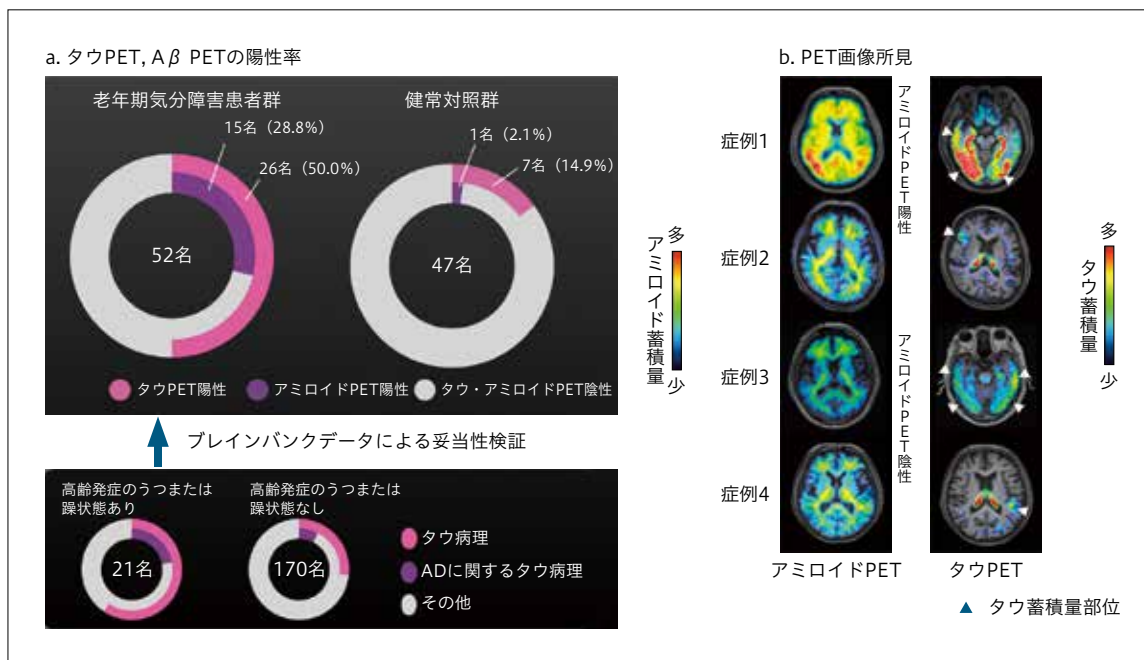 a. タウPET, Aβ PETの陽性率
老年期気分障害患者群
健常対照群
15名（28.8%）
26名（50.0%）
1名（2.1%）
7名（14.9%）
52名
47名
タウPET陽性
アミロイドPET陽性
タウ・アミロイドPET陰性
ブレインバンクデータによる妥当性検証
高齢発症のうつまたは
躁状態あり
高齢発症のうつまたは
躁状態なし
21名
170名
タウ病理
ADに関するタウ病理
その他
b. PET画像所見
症例1
症例2
症例3
症例4
アミロイドPET陽性
アミロイドPET陰性
多
アミロイド蓄積量
少
多
タウ蓄積量
少
アミロイドPET
タウPET
▲ タウ蓄積量部位